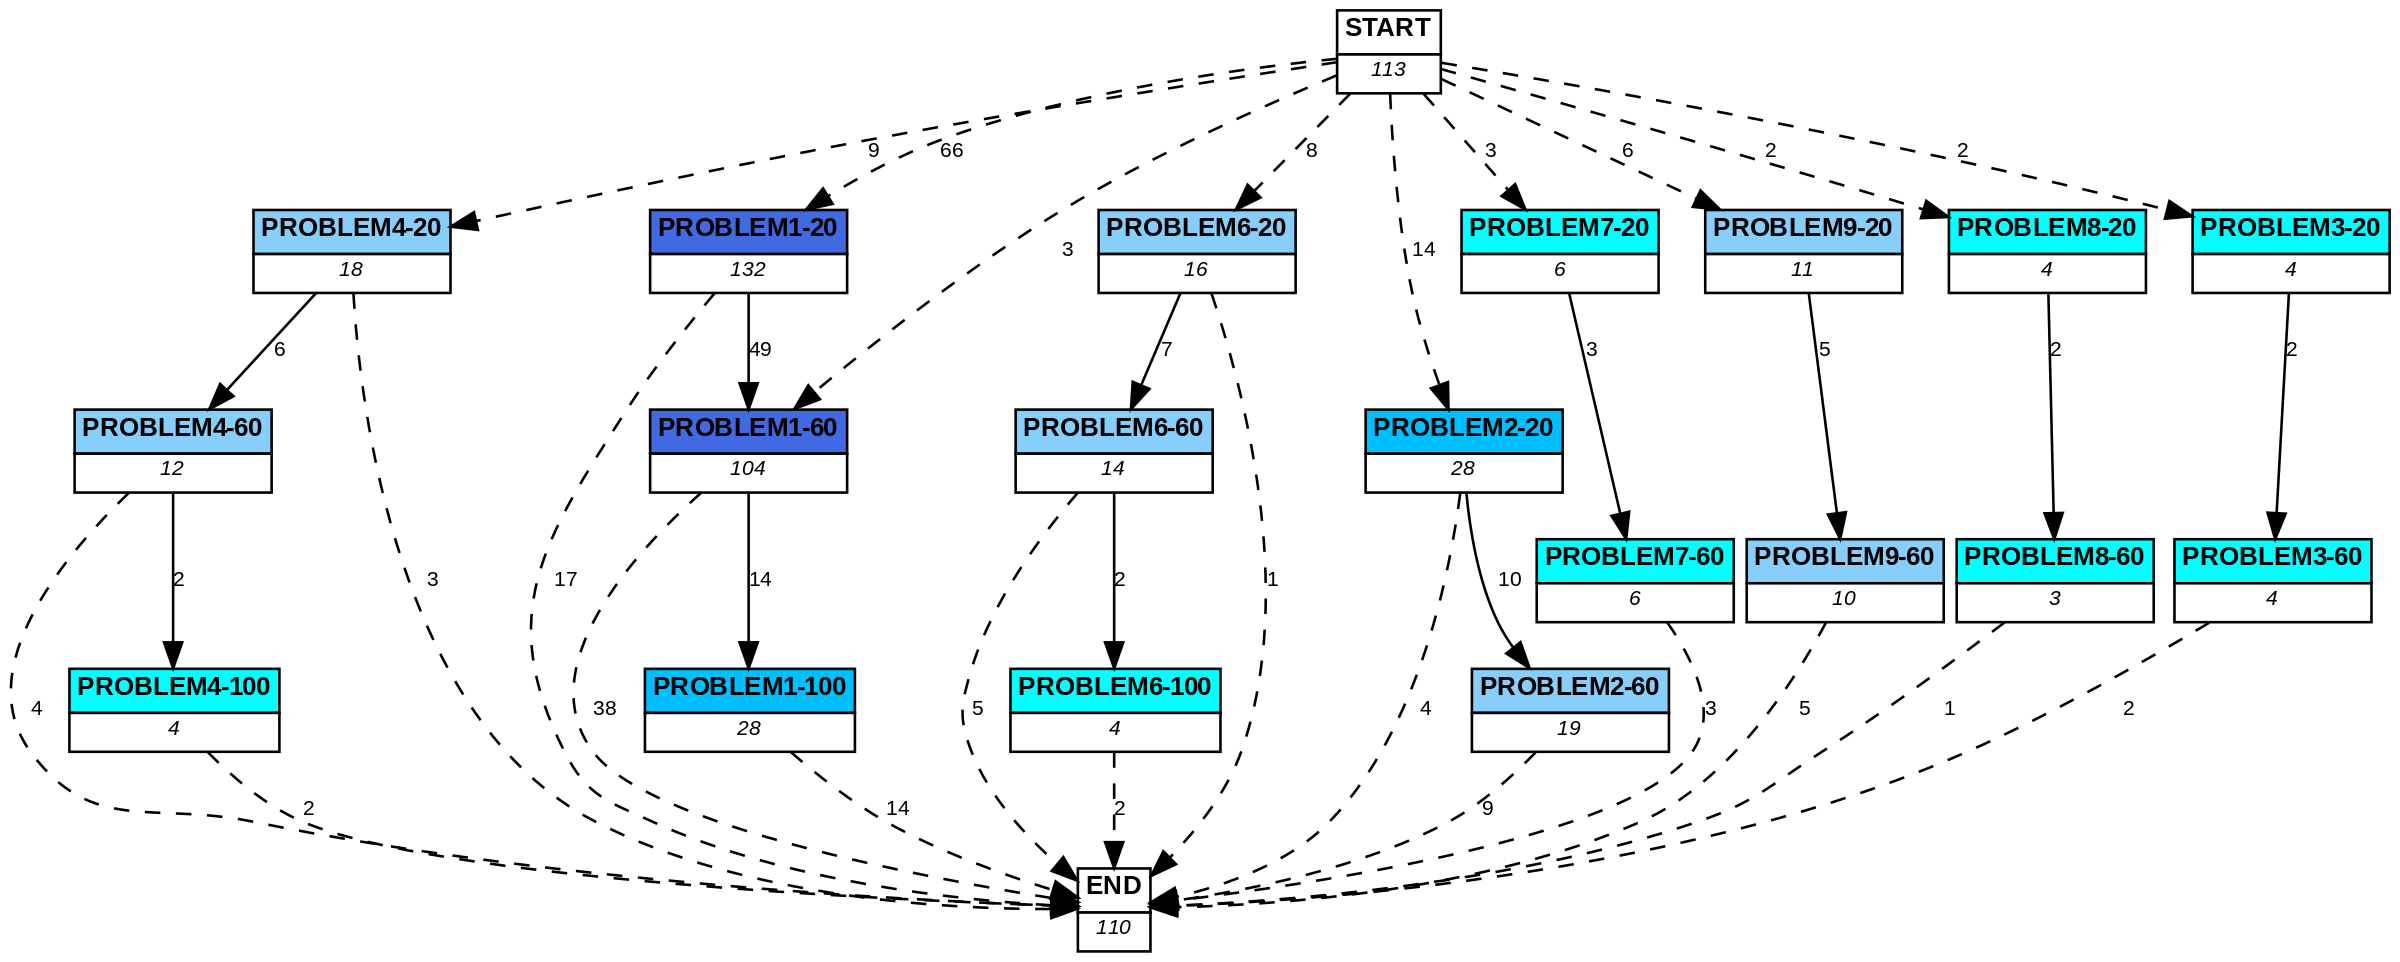 START
113
9
66
3
8
14
3
6
2
2
PROBLEM4-20
18
PROBLEM1-20
132
PROBLEM6-20
16
PROBLEM7-20
6
PROBLEM9-20
11
PROBLEM8-20
4
PROBLEM3-20
4
6
49
7
3
5
2
2
PROBLEM4-60
12
PROBLEM1-60
104
PROBLEM6-60
14
PROBLEM2-20
28
2
3
17
14
2
1
10
PROBLEM7-60
6
PROBLEM9-60
10
PROBLEM8-60
3
PROBLEM3-60
4
4
PROBLEM4-100
4
38
PROBLEM1-100
28
5
PROBLEM6-100
4
4
PROBLEM2-60
19
3
5
1
2
2
14
2
9
END
110